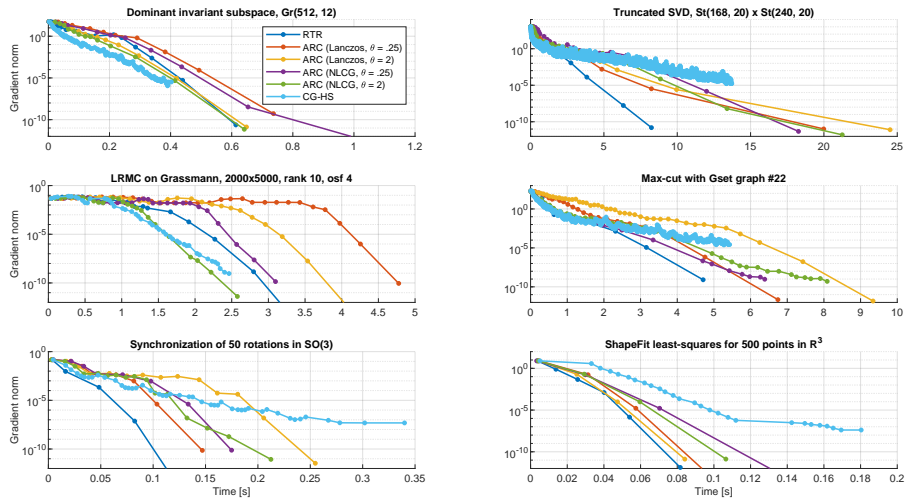 Dominant invariant subspace, Gr(512, 12)
Gradient norm
10^0
10^-5
10^-10
0 0.2 0.4 0.6 0.8 1 1.2
RTR
ARC (Lanczos, θ = .25)
ARC (Lanczos, θ = 2)
ARC (NLCG, θ = .25)
ARC (NLCG, θ = 2)
CG-HS
Truncated SVD, St(168, 20) x St(240, 20)
10^0
10^-5
10^-10
0 5 10 15 20 25
LRMC on Grassmann, 2000x5000, rank 10, osf 4
Gradient norm
10^0
10^-5
10^-10
0 0.5 1 1.5 2 2.5 3 3.5 4 4.5 5
Max-cut with Gset graph #22
10^0
10^-5
10^-10
0 1 2 3 4 5 6 7 8 9 10
Synchronization of 50 rotations in SO(3)
Gradient norm
10^0
10^-5
10^-10
0 0.05 0.1 0.15 0.2 0.25 0.3 0.35 0.4
Time [s]
ShapeFit least-squares for 500 points in R^3
10^0
10^-5
10^-10
0 0.02 0.04 0.06 0.08 0.1 0.12 0.14 0.16 0.18 0.2
Time [s]